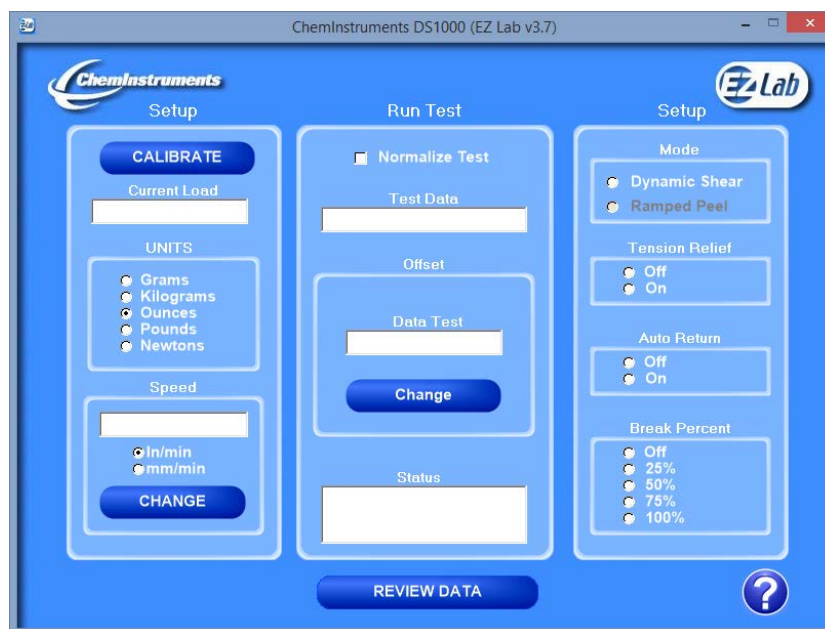 ChemInstruments DS1000 (EZ Lab v3.7)
ChemInstruments
EZ Lab
Setup
CALIBRATE
Current Load
UNITS
Grams
Kilograms
Ounces
Pounds
Newtons
Speed
In/min
mm/min
CHANGE
Run Test
Normalize Test
Test Data
Offset
Data Test
Change
Status
REVIEW DATA
Setup
Mode
Dynamic Shear
Ramped Peel
Tension Relief
Off
On
Auto Return
Off
On
Break Percent
Off
25%
50%
75%
100%
?